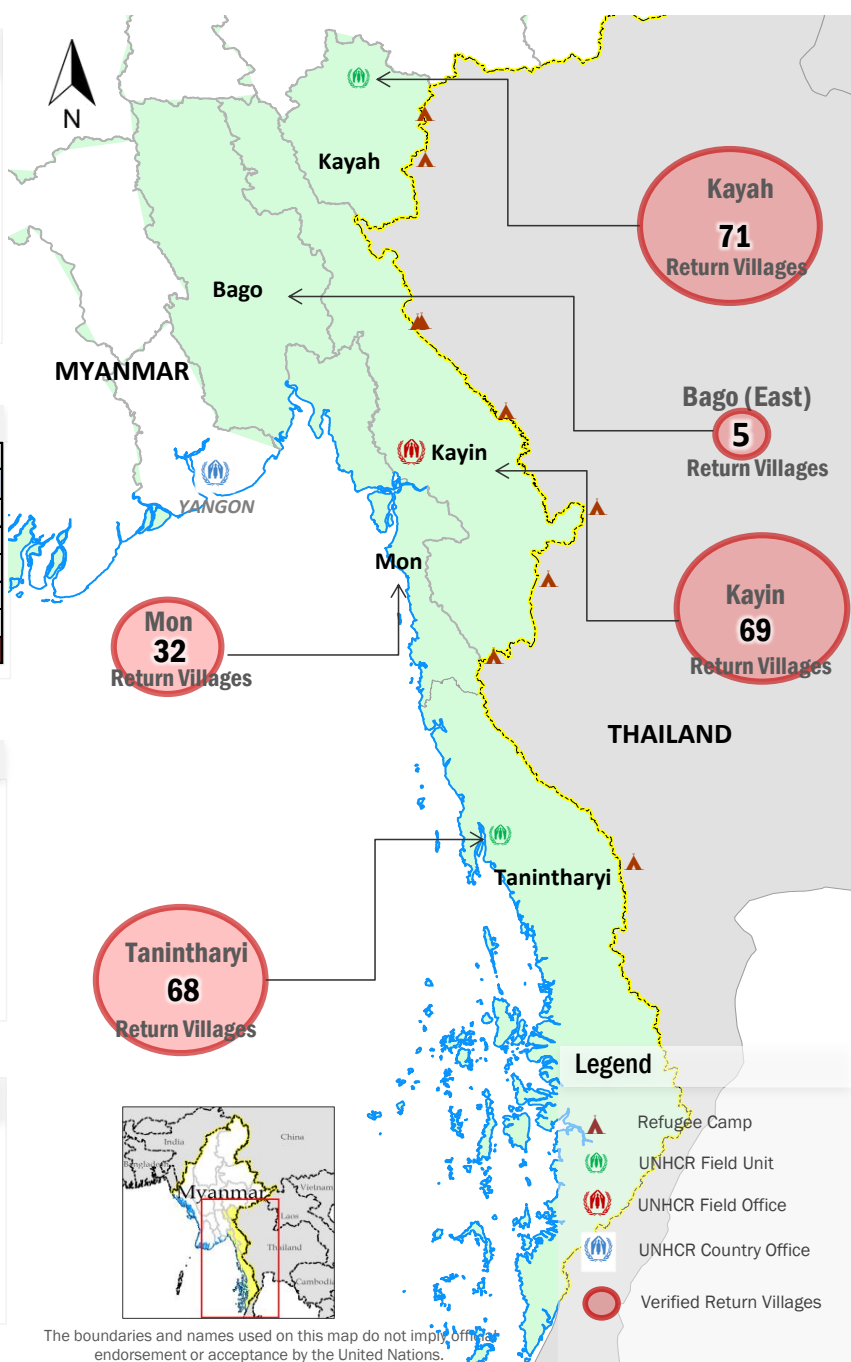 N
Kayah
Kayah
71
Return Villages
Bago
MYANMAR
Bago (East)
5
Return Villages
Kayin
YANGON
Mon
Mon
32
Return Villages
Kayin
69
Return Villages
THAILAND
Tanintharyi
Tanintharyi
68
Return Villages
Legend
Refugee Camp
UNHCR Field Unit
UNHCR Field Office
UNHCR Country Office
Verified Return Villages
India
China
Bangladesh
Myanmar
Vietnam
Laos
Thailand
Cambodia
The boundaries and names used on this map do not imply official
endorsement or acceptance by the United Nations.